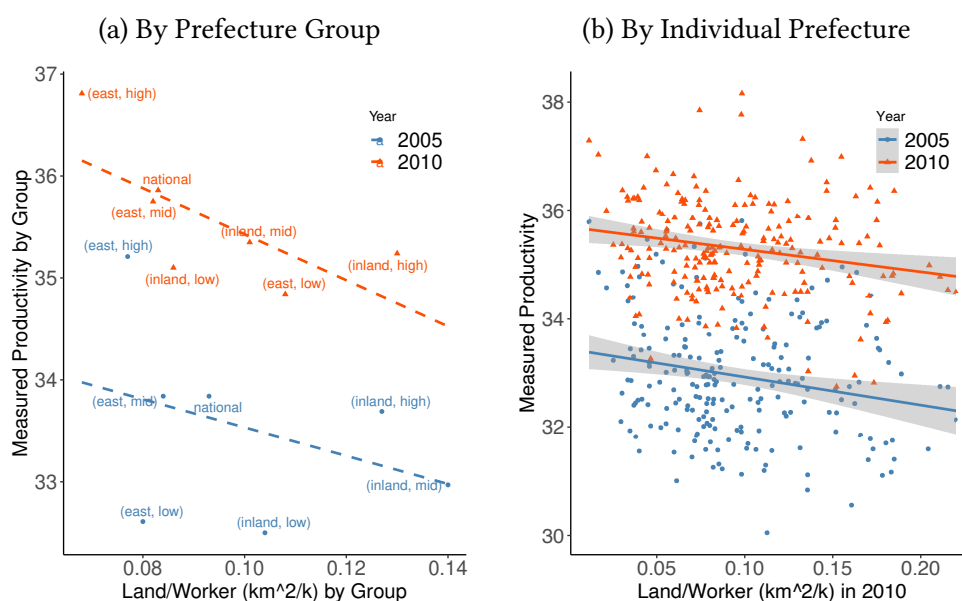 (a) By Prefecture Group
(b) By Individual Prefecture
Measured Productivity by Group
37
36
35
34
33
(east, high)
Year
a 2005
a 2010
national
(east, mid)
(inland, mid)
(east, high)
(inland, low)
(inland, high)
(east, low)
(east, mid)
national
(inland, high)
(inland, mid)
(east, low)
(inland, low)
0.08
0.10
0.12
0.14
Land/Worker (km^2/k) by Group
Measured Productivity
38
36
34
32
30
Year
2005
2010
0.05
0.10
0.15
0.20
Land/Worker (km^2/k) in 2010